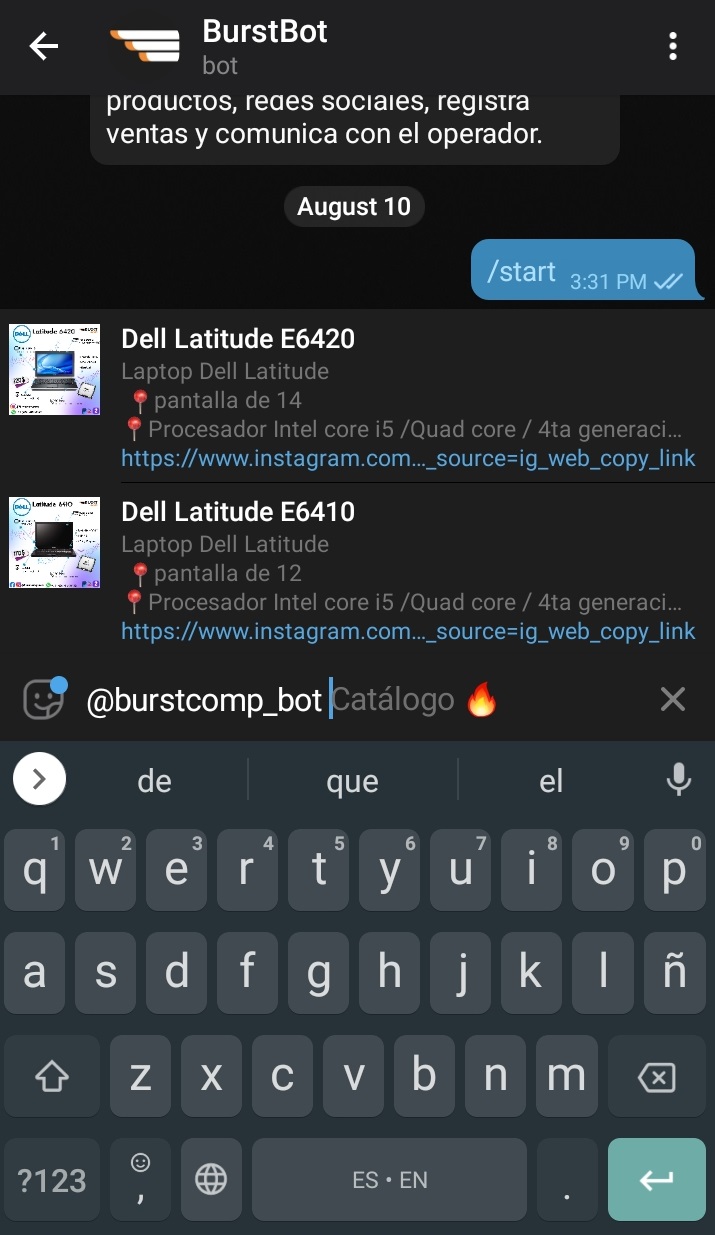 BurstBot
bot
productos, redes sociales, registra
ventas y comunica con el operador.
August 10
/start 3:31 PM
Dell Latitude E6420
Laptop Dell Latitude
📍pantalla de 14
📍Procesador Intel core i5 /Quad core / 4ta generaci...
https://www.instagram.com..._source=ig_web_copy_link
Dell Latitude E6410
Laptop Dell Latitude
📍pantalla de 12
📍Procesador Intel core i5 /Quad core / 4ta generaci...
https://www.instagram.com..._source=ig_web_copy_link
@burstcomp_bot Catálogo 🔥
de que el
1 2 3 4 5 6 7 8 9 0
q w e r t y u i o p
a s d f g h j k l ñ
z x c v b n m
?123 , ES • EN .